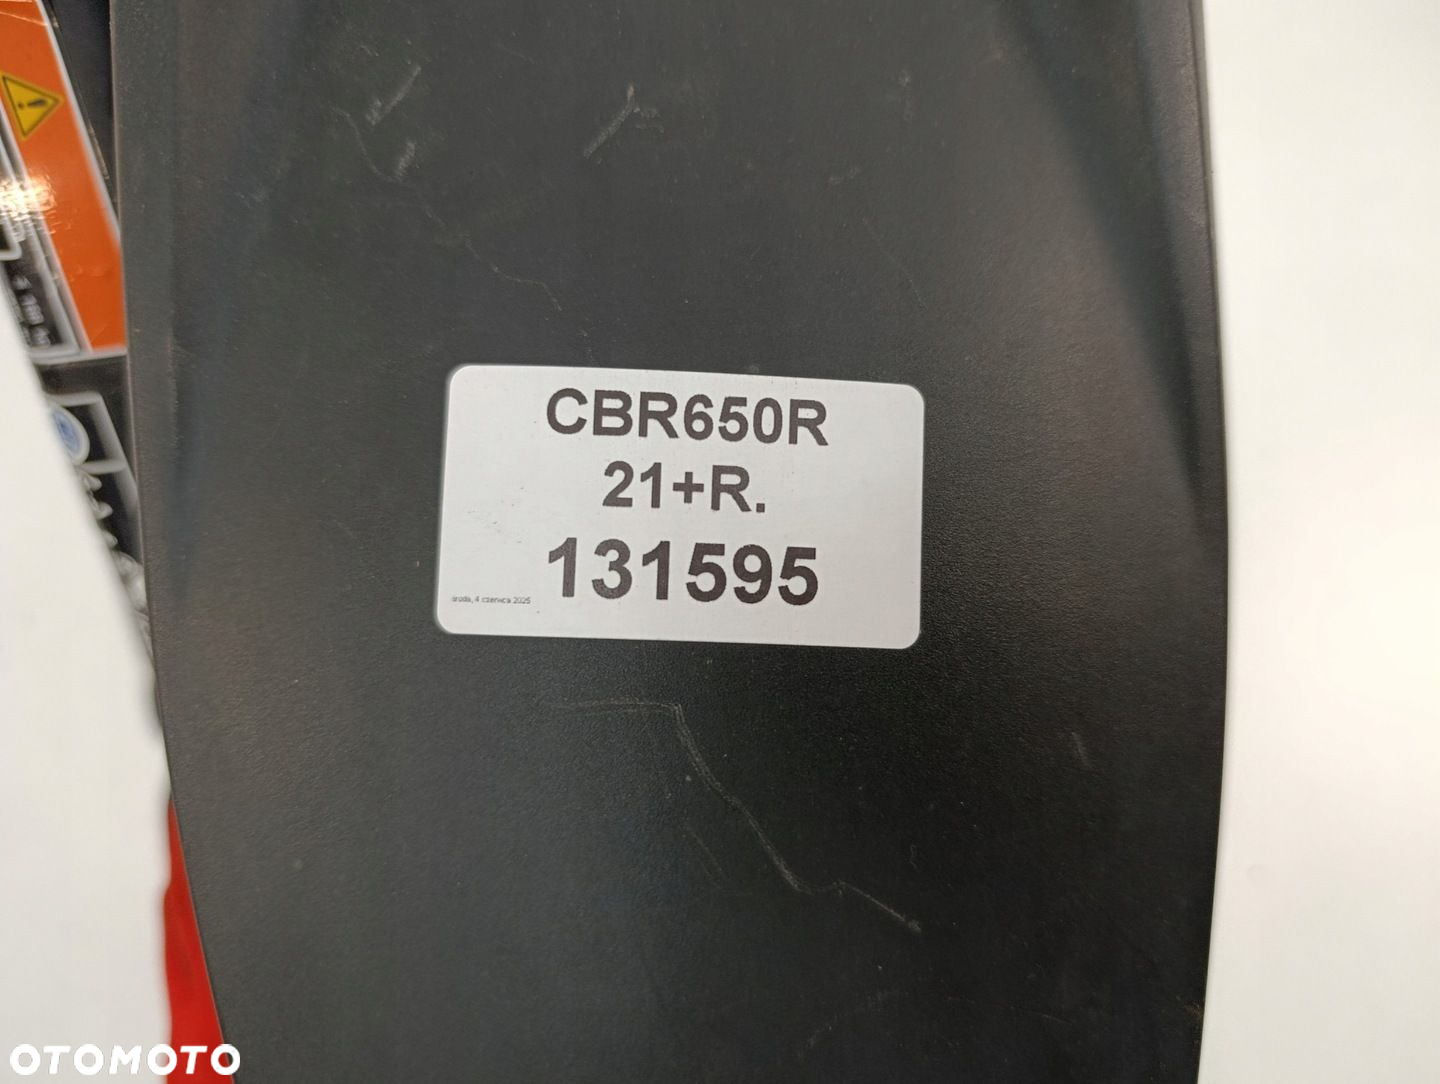 CBR650R
21+R.
131595
środa, 4 czerwca 2025
OTOMOTO